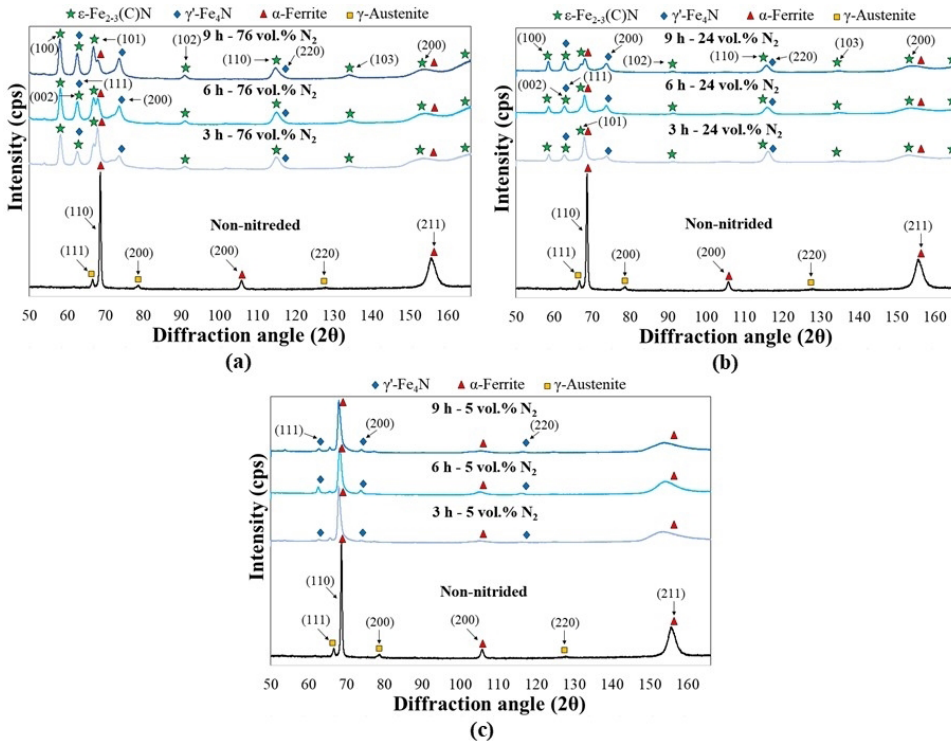 ε-Fe2-3(C)N γ'-Fe4N α-Ferrite γ-Austenite
9 h - 76 vol.% N2
(100) (101) (102) (110) (220) (103) (200)
6 h - 76 vol.% N2
(002) (111) (200)
3 h - 76 vol.% N2
(110) Non-nitreded (211)
(111) (200) (200) (220)
50 60 70 80 90 100 110 120 130 140 150 160
Diffraction angle (2θ)
Intensity (cps)
(a)
ε-Fe2-3(C)N γ'-Fe4N α-Ferrite γ-Austenite
9 h - 24 vol.% N2
(100) (200) (102) (110) (220) (103) (200)
6 h - 24 vol.% N2
(002) (111)
3 h - 24 vol.% N2
(101)
(110) Non-nitrided (211)
(111) (200) (200) (220)
50 60 70 80 90 100 110 120 130 140 150 160
Diffraction angle (2θ)
Intensity (cps)
(b)
γ'-Fe4N α-Ferrite γ-Austenite
9 h - 5 vol.% N2
(111) (200) (220)
6 h - 5 vol.% N2
3 h - 5 vol.% N2
(110) Non-nitrided (211)
(111) (200) (200) (220)
50 60 70 80 90 100 110 120 130 140 150 160
Diffraction angle (2θ)
Intensity (cps)
(c)